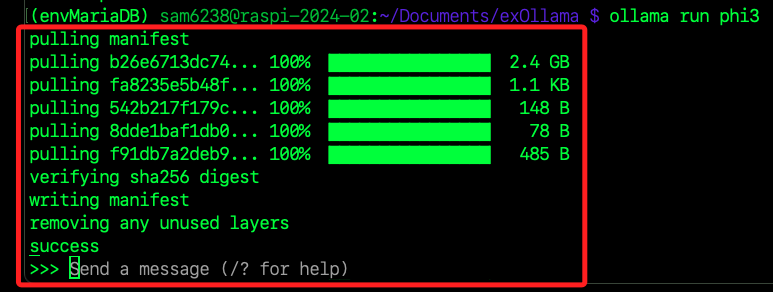 (envMariaDB) sam6238@raspi-2024-02:~/Documents/exOllama $ ollama run phi3
pulling manifest
pulling b26e6713dc74... 100% 2.4 GB
pulling fa8235e5b48f... 100% 1.1 KB
pulling 542b217f179c... 100% 148 B
pulling 8dde1baf1db0... 100% 78 B
pulling f91db7a2deb9... 100% 485 B
verifying sha256 digest
writing manifest
removing any unused layers
success
>>> Send a message (/? for help)